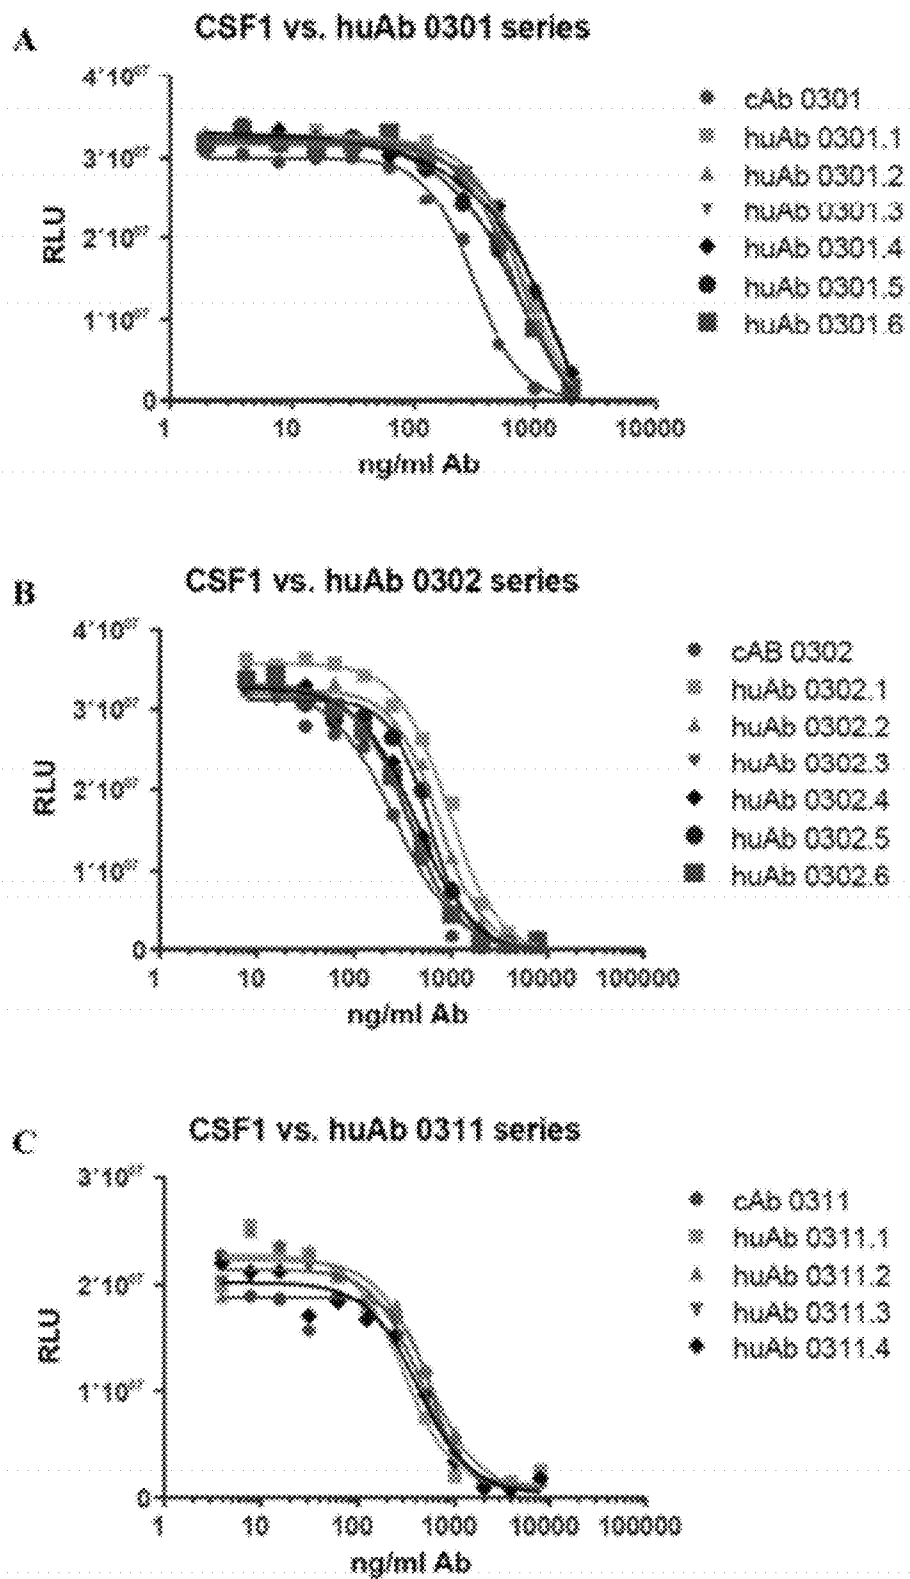 A
CSF1 vs. huAb 0301 series
4*10⁰⁷
3*10⁰⁷
2*10⁰⁷
1*10⁰⁷
0
RLU
1 10 100 1000 10000
ng/ml Ab
cAb 0301
huAb 0301.1
huAb 0301.2
huAb 0301.3
huAb 0301.4
huAb 0301.5
huAb 0301.6
B
CSF1 vs. huAb 0302 series
4*10⁰⁷
3*10⁰⁷
2*10⁰⁷
1*10⁰⁷
0
RLU
1 10 100 1000 10000 100000
ng/ml Ab
cAB 0302
huAb 0302.1
huAb 0302.2
huAb 0302.3
huAb 0302.4
huAb 0302.5
huAb 0302.6
C
CSF1 vs. huAb 0311 series
3*10⁰⁷
2*10⁰⁷
1*10⁰⁷
0
RLU
1 10 100 1000 10000 100000
ng/ml Ab
cAb 0311
huAb 0311.1
huAb 0311.2
huAb 0311.3
huAb 0311.4